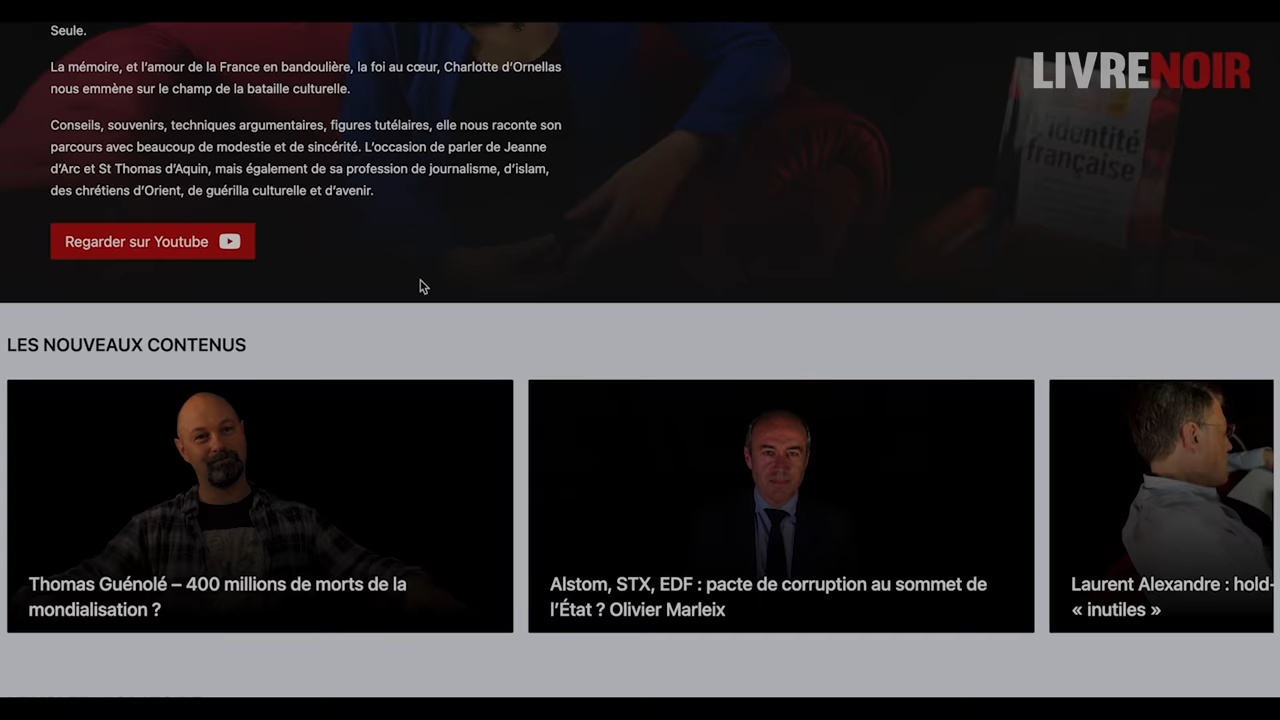 Seule.
La mémoire, et l'amour de la France en bandoulière, la foi au cœur, Charlotte d'Ornellas
nous emmène sur le champ de la bataille culturelle.
Conseils, souvenirs, techniques argumentaires, figures tutélaires, elle nous raconte son
parcours avec beaucoup de modestie et de sincérité. L'occasion de parler de Jeanne
d'Arc et St Thomas d'Aquin, mais également de sa profession de journalisme, d'islam,
des chrétiens d'Orient, de guérilla culturelle et d'avenir.
Regarder sur Youtube
LIVRENOIR
l'identité
française
LES NOUVEAUX CONTENUS
Thomas Guénolé – 400 millions de morts de la
mondialisation ?
Alstom, STX, EDF : pacte de corruption au sommet de
l'État ? Olivier Marleix
Laurent Alexandre : hold-
« inutiles »